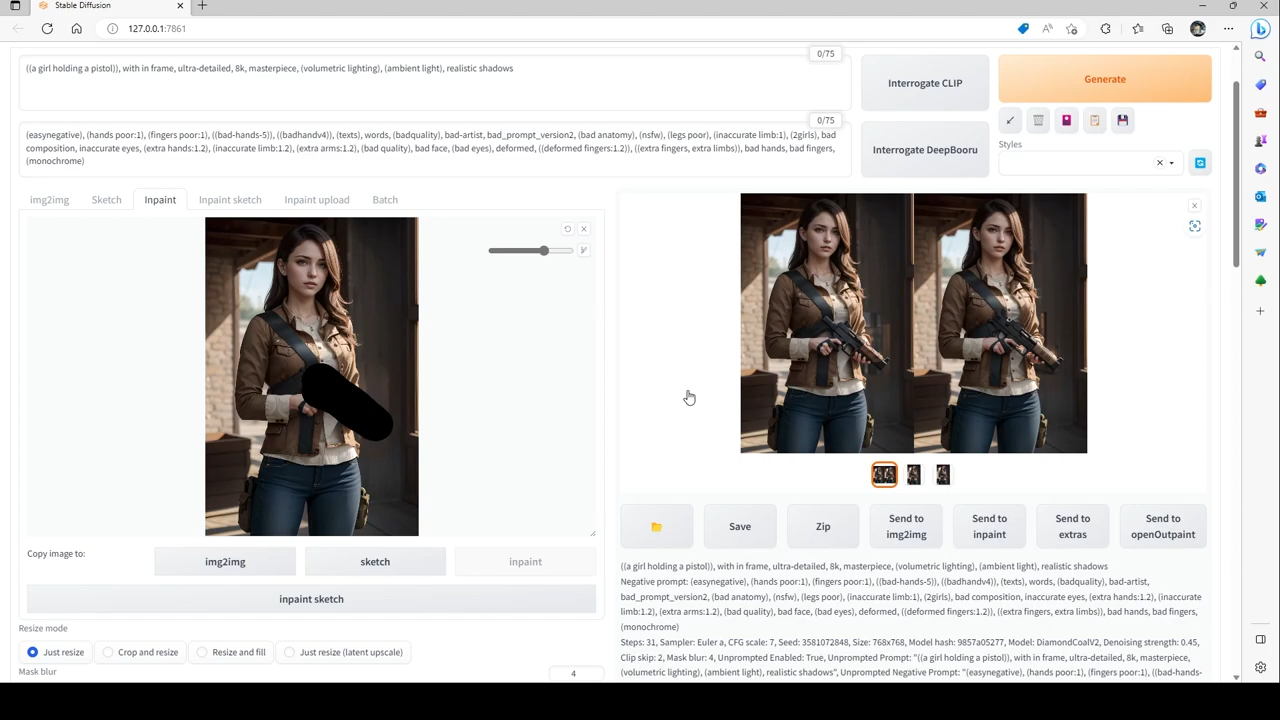 Stable Diffusion
127.0.0.1:7861
0/75
((a girl holding a pistol)), with in frame, ultra-detailed, 8k, masterpiece, (volumetric lighting), (ambient light), realistic shadows
Interrogate CLIP
Generate
0/75
(easynegative), (hands poor:1), (fingers poor:1), ((bad-hands-5)), ((badhandv4)), (texts), words, (badquality), bad-artist, bad_prompt_version2, (bad anatomy), (nsfw), (legs poor), (inaccurate limb:1), (2girls), bad
composition, inaccurate eyes, (extra hands:1.2), (inaccurate limb:1.2), (extra arms:1.2), (bad quality), bad face, (bad eyes), deformed, ((deformed fingers:1.2)), ((extra fingers, extra limbs)), bad hands, bad fingers,
(monochrome)
Interrogate DeepBooru
Styles
img2img
Sketch
Inpaint
Inpaint sketch
Inpaint upload
Batch
Copy image to:
img2img
sketch
inpaint
inpaint sketch
Resize mode
Just resize
Crop and resize
Resize and fill
Just resize (latent upscale)
Mask blur
4
Save
Zip
Send to
img2img
Send to
inpaint
Send to
extras
Send to
openOutpaint
((a girl holding a pistol)), with in frame, ultra-detailed, 8k, masterpiece, (volumetric lighting), (ambient light), realistic shadows
Negative prompt: (easynegative), (hands poor:1), (fingers poor:1), ((bad-hands-5)), ((badhandv4)), (texts), words, (badquality), bad-artist,
bad_prompt_version2, (bad anatomy), (nsfw), (legs poor), (inaccurate limb:1), (2girls), bad composition, inaccurate eyes, (extra hands:1.2), (inaccurate
limb:1.2), (extra arms:1.2), (bad quality), bad face, (bad eyes), deformed, ((deformed fingers:1.2)), ((extra fingers, extra limbs)), bad hands, bad fingers,
(monochrome)
Steps: 31, Sampler: Euler a, CFG scale: 7, Seed: 3581072848, Size: 768x768, Model hash: 9857a05277, Model: DiamondCoalV2, Denoising strength: 0.45,
Clip skip: 2, Mask blur: 4, Unprompted Enabled: True, Unprompted Prompt: "((a girl holding a pistol)), with in frame, ultra-detailed, 8k, masterpiece,
(volumetric lighting), (ambient light), realistic shadows", Unprompted Negative Prompt: "(easynegative), (hands poor:1), (fingers poor:1), ((bad-hands-